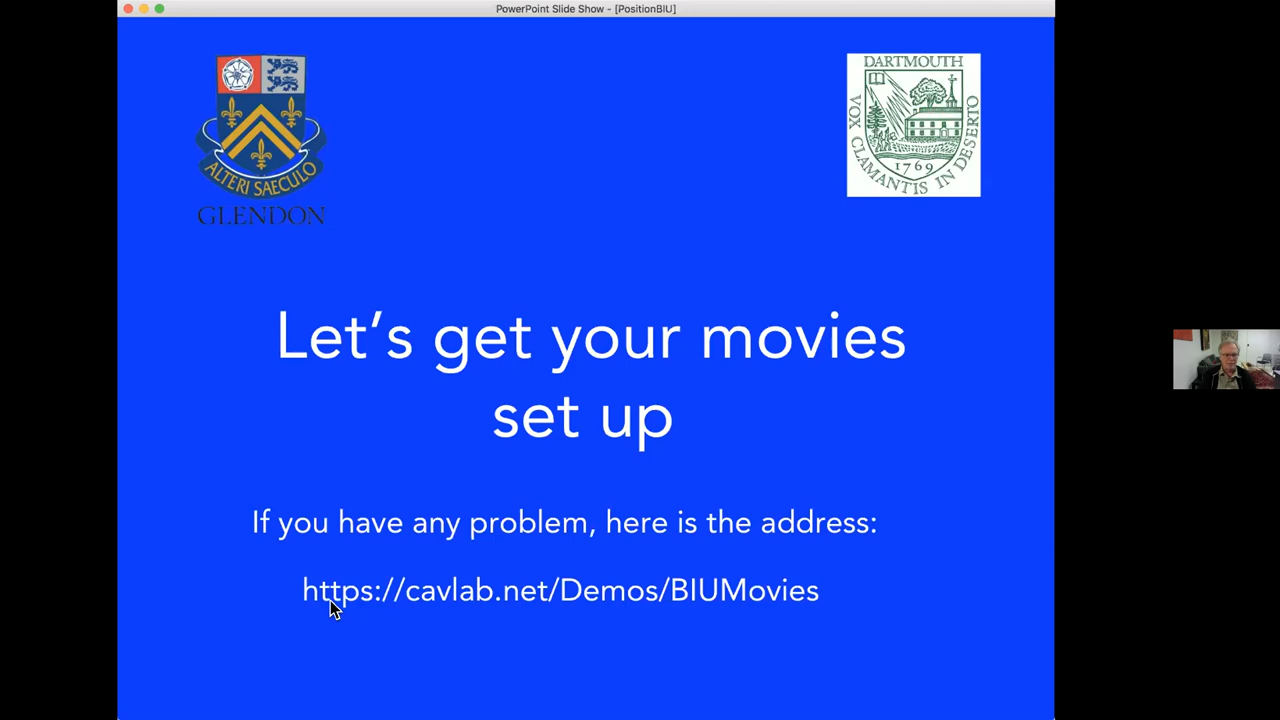 PowerPoint Slide Show - [PositionBIU]
DARTMOUTH
VOX CLAMANTIS IN DESERTO
1769
ALTERI SAECULO
GLENDON
Let’s get your movies
set up
If you have any problem, here is the address:
https://cavlab.net/Demos/BIUMovies